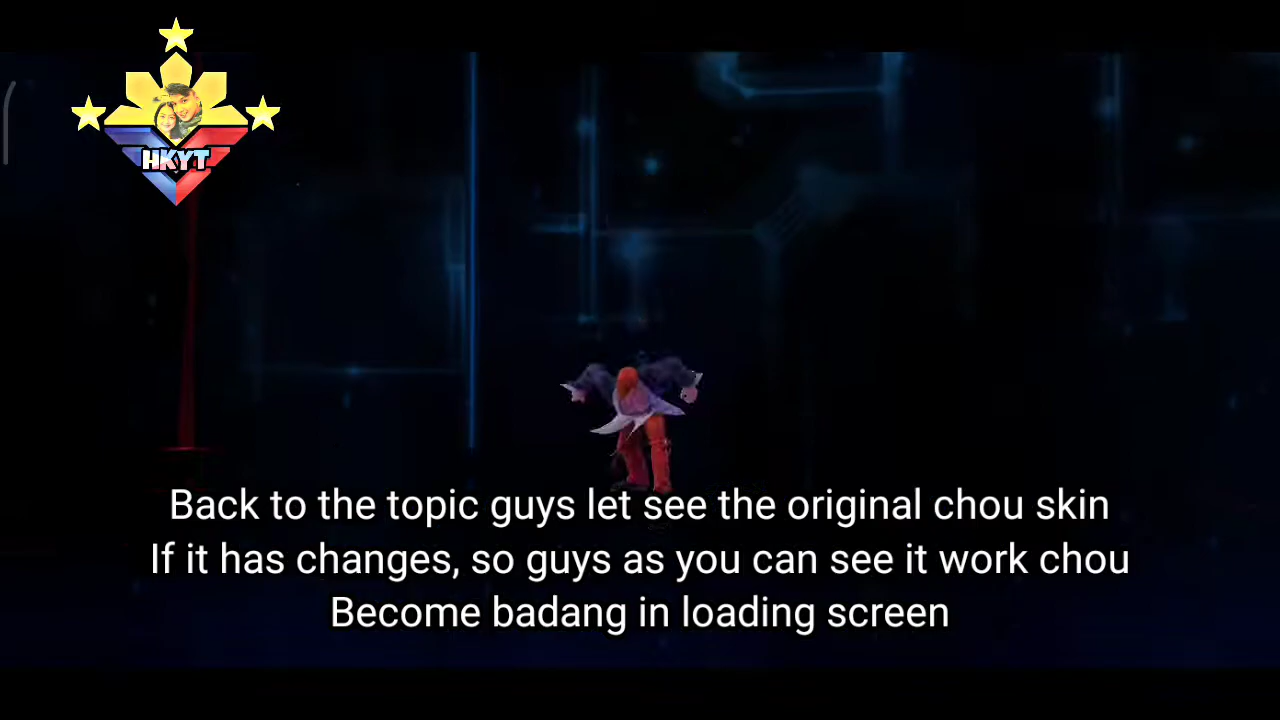 HKYT
Back to the topic guys let see the original chou skin
If it has changes, so guys as you can see it work chou
Become badang in loading screen